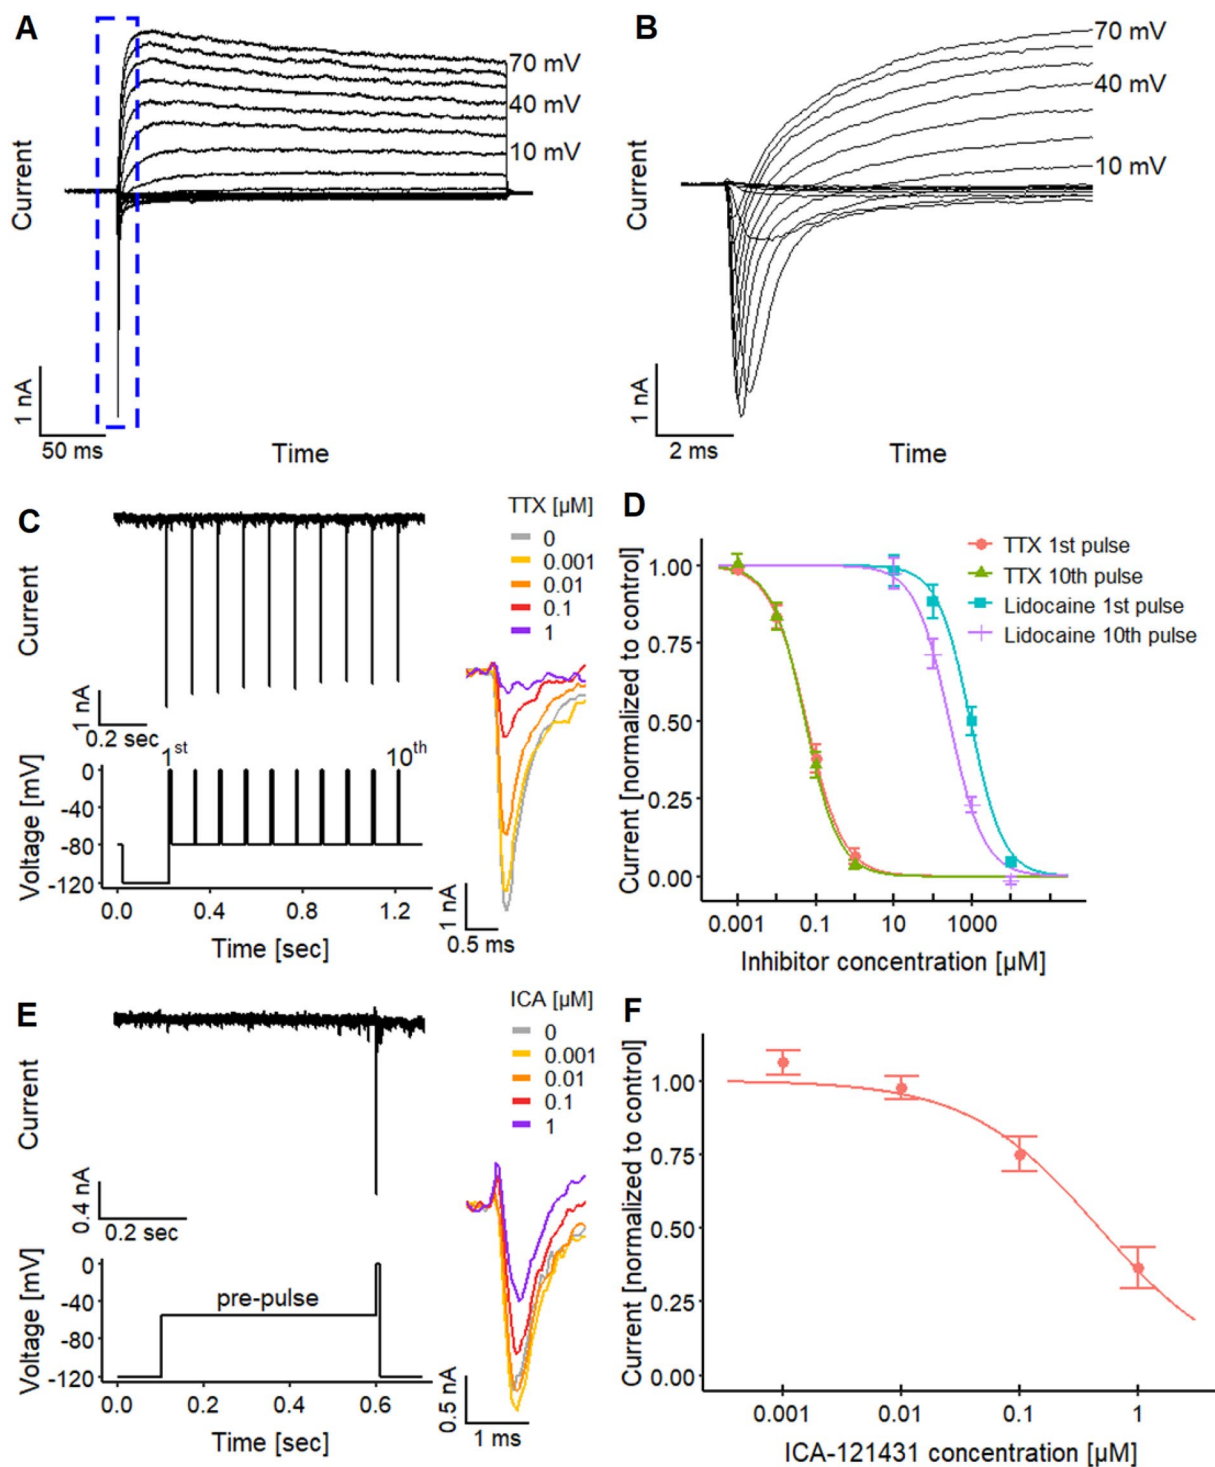 A
70 mV
40 mV
10 mV
Current
1 nA
50 ms
Time
B
70 mV
40 mV
10 mV
Current
1 nA
2 ms
Time
C
Current
1 nA
0.2 sec
1st
10th
Voltage [mV]
0
-40
-80
-120
0.0
0.4
0.8
1.2
Time [sec]
TTX [µM]
0
0.001
0.01
0.1
1
1 nA
0.5 ms
D
TTX 1st pulse
TTX 10th pulse
Lidocaine 1st pulse
Lidocaine 10th pulse
Current [normalized to control]
1.00
0.75
0.50
0.25
0.00
0.001
0.1
10
1000
Inhibitor concentration [µM]
E
Current
0.4 nA
0.2 sec
Voltage [mV]
0
-40
-80
-120
pre-pulse
0.0
0.2
0.4
0.6
Time [sec]
ICA [µM]
0
0.001
0.01
0.1
1
0.5 nA
1 ms
F
Current [normalized to control]
1.00
0.75
0.50
0.25
0.00
0.001
0.01
0.1
1
ICA-121431 concentration [µM]